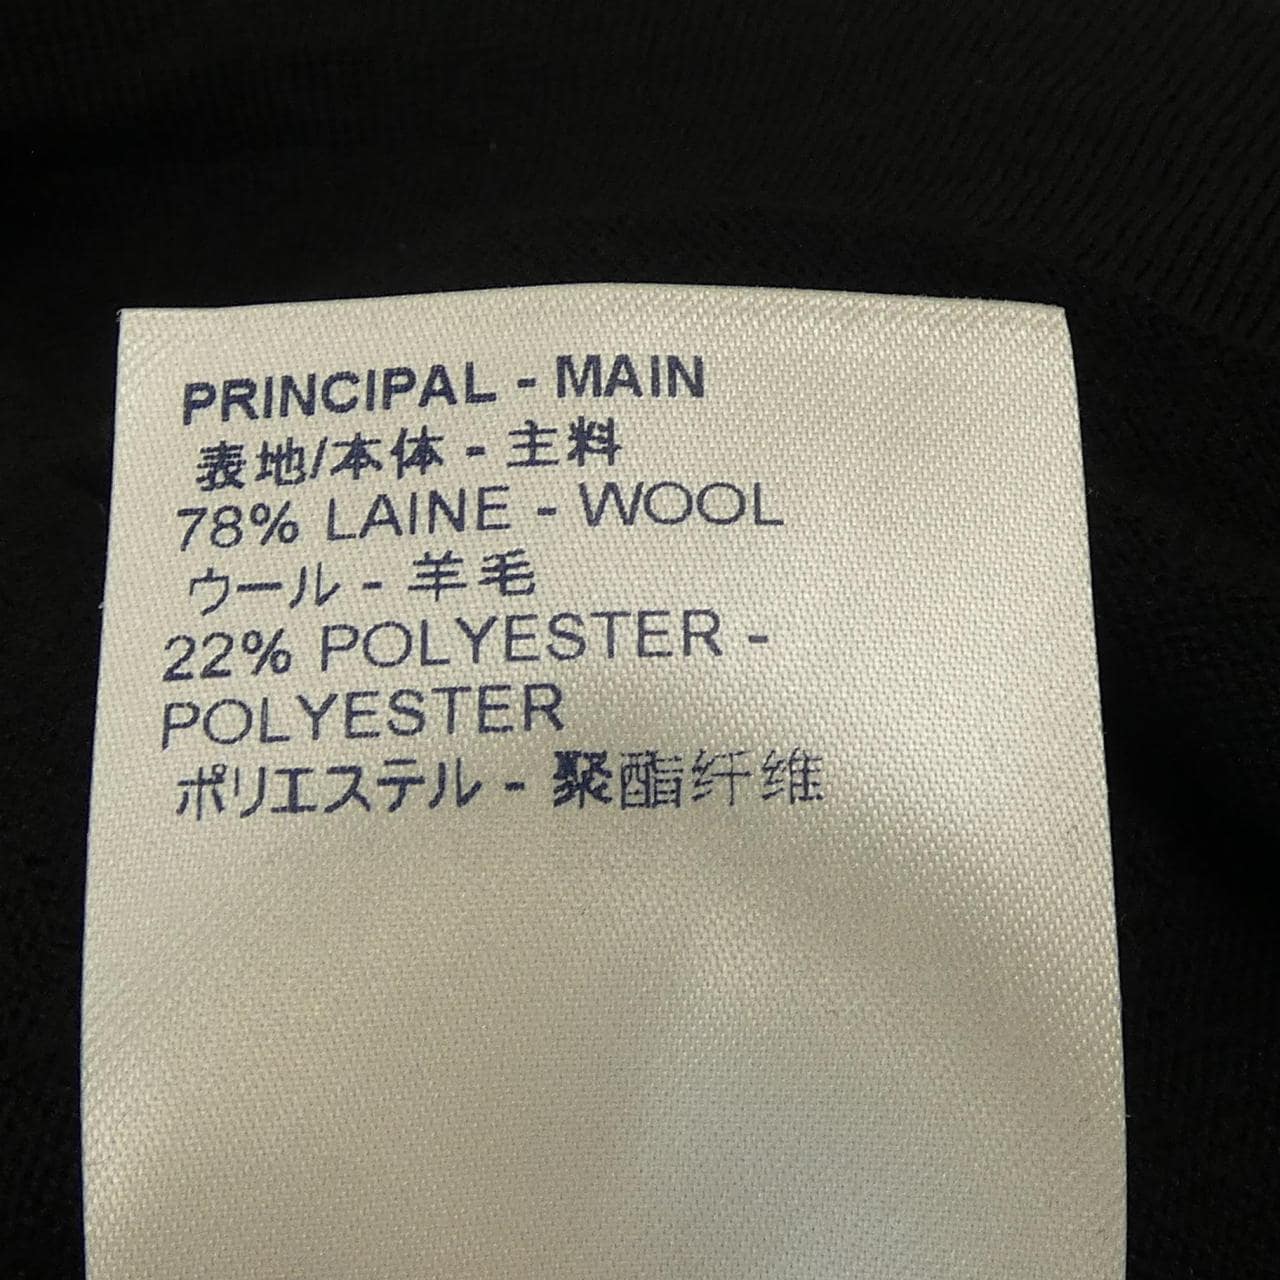 PRINCIPAL - MAIN
表地/本体 - 主料
78% LAINE - WOOL
ウール - 羊毛
22% POLYESTER -
POLYESTER
ポリエステル - 聚酯纤维